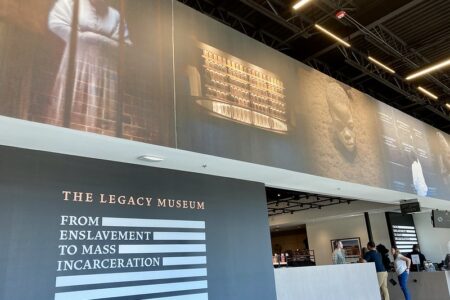 THE LEGACY MUSEUM
FROM
ENSLAVEMENT
TO MASS
INCARCERATION